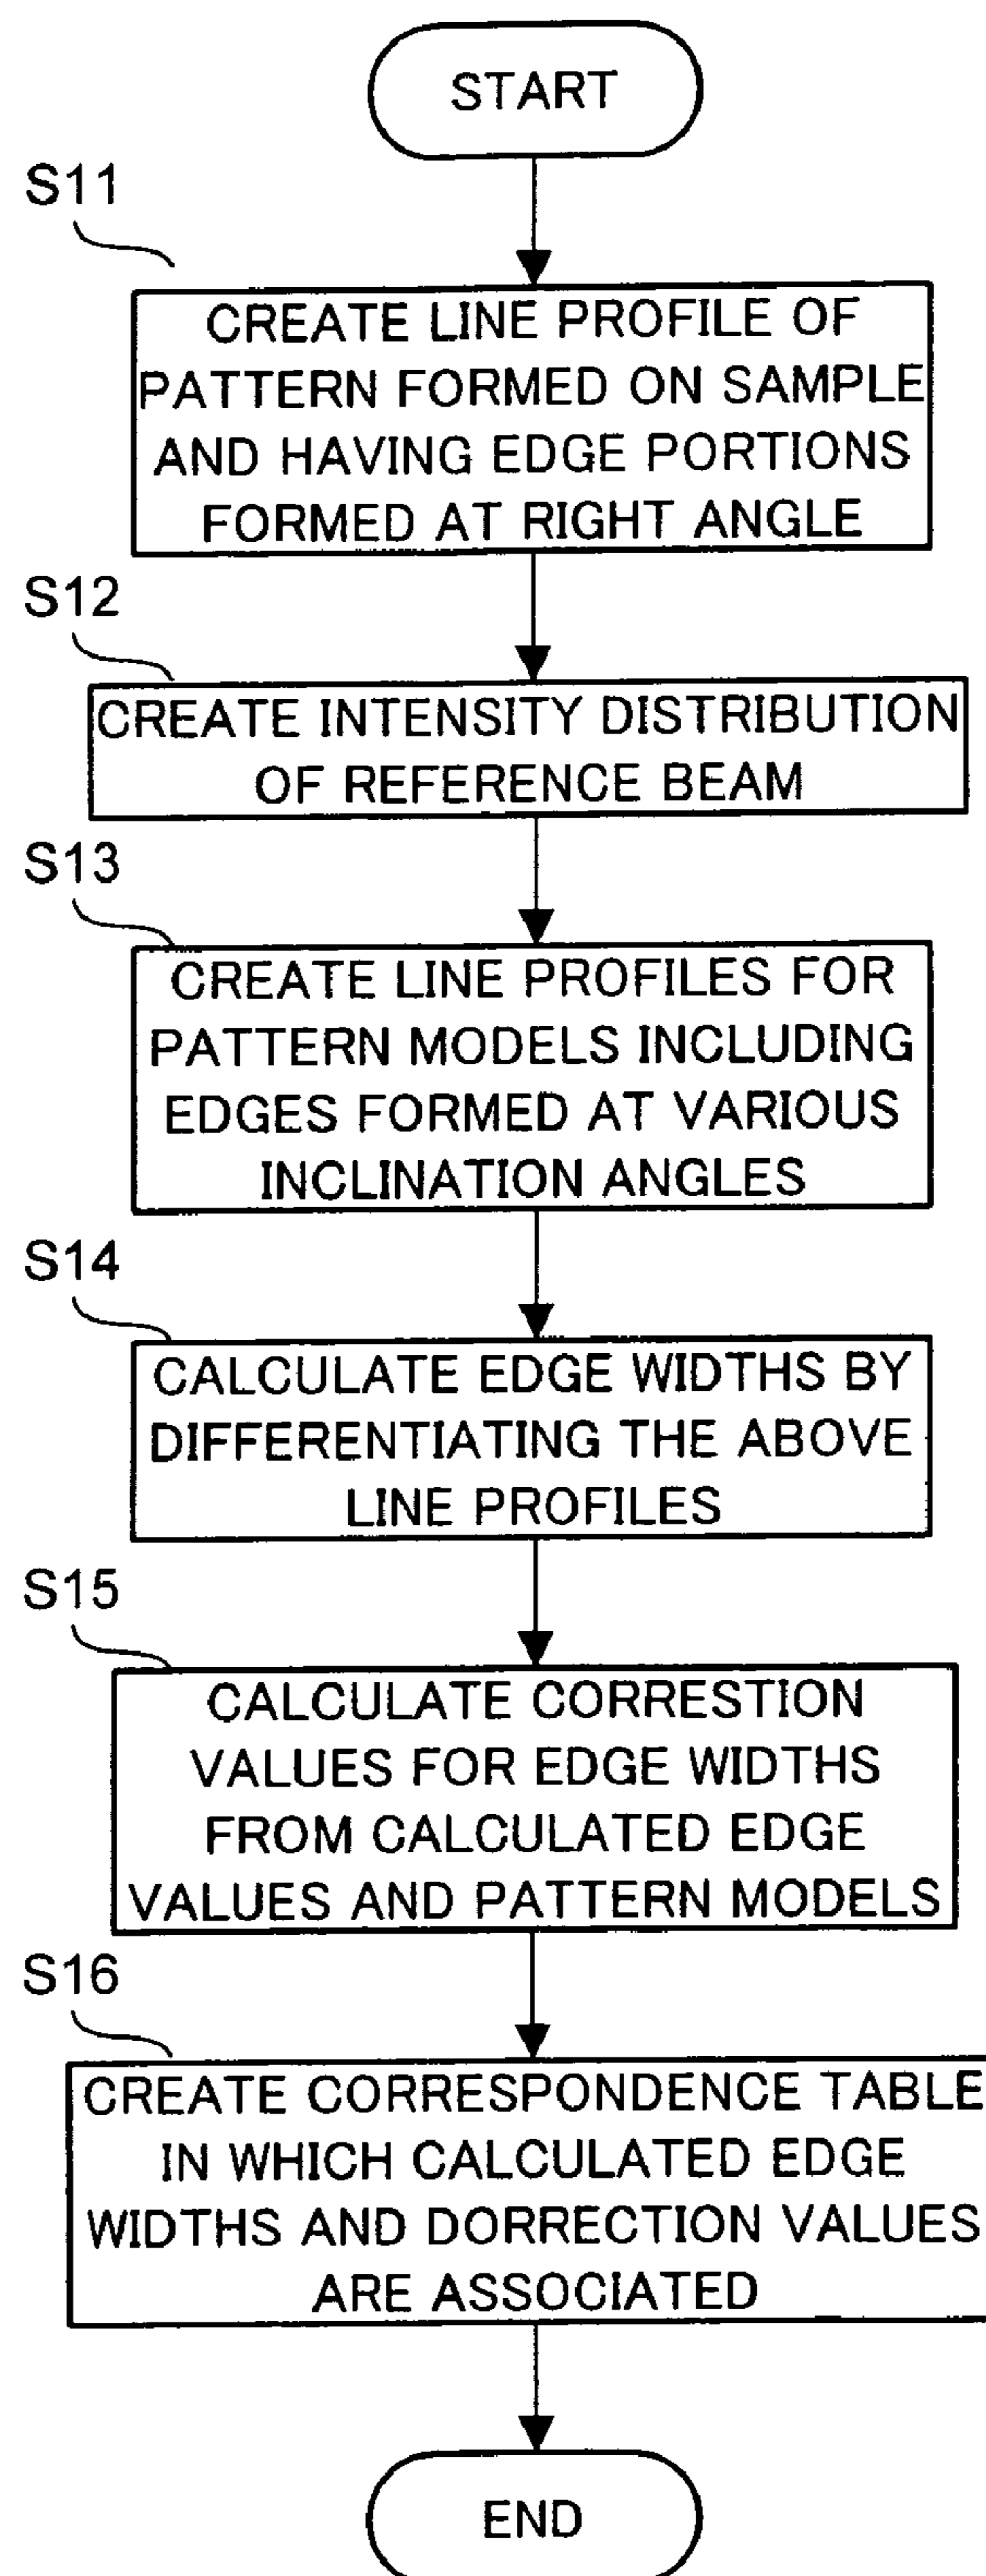 START
S11
CREATE LINE PROFILE OF
PATTERN FORMED ON SAMPLE
AND HAVING EDGE PORTIONS
FORMED AT RIGHT ANGLE
S12
CREATE INTENSITY DISTRIBUTION
OF REFERENCE BEAM
S13
CREATE LINE PROFILES FOR
PATTERN MODELS INCLUDING
EDGES FORMED AT VARIOUS
INCLINATION ANGLES
S14
CALCULATE EDGE WIDTHS BY
DIFFERENTIATING THE ABOVE
LINE PROFILES
S15
CALCULATE CORRESTION
VALUES FOR EDGE WIDTHS
FROM CALCULATED EDGE
VALUES AND PATTERN MODELS
S16
CREATE CORRESPONDENCE TABLE
IN WHICH CALCULATED EDGE
WIDTHS AND DORRECTION VALUES
ARE ASSOCIATED
END